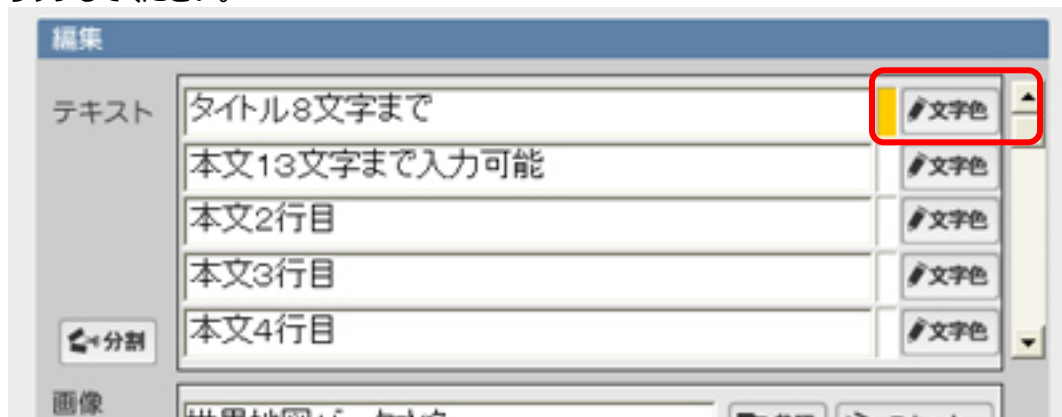 編集
テキスト
タイトル8文字まで
文字色
本文13文字まで入力可能
文字色
本文2行目
文字色
本文3行目
文字色
本文4行目
文字色
分割
画像